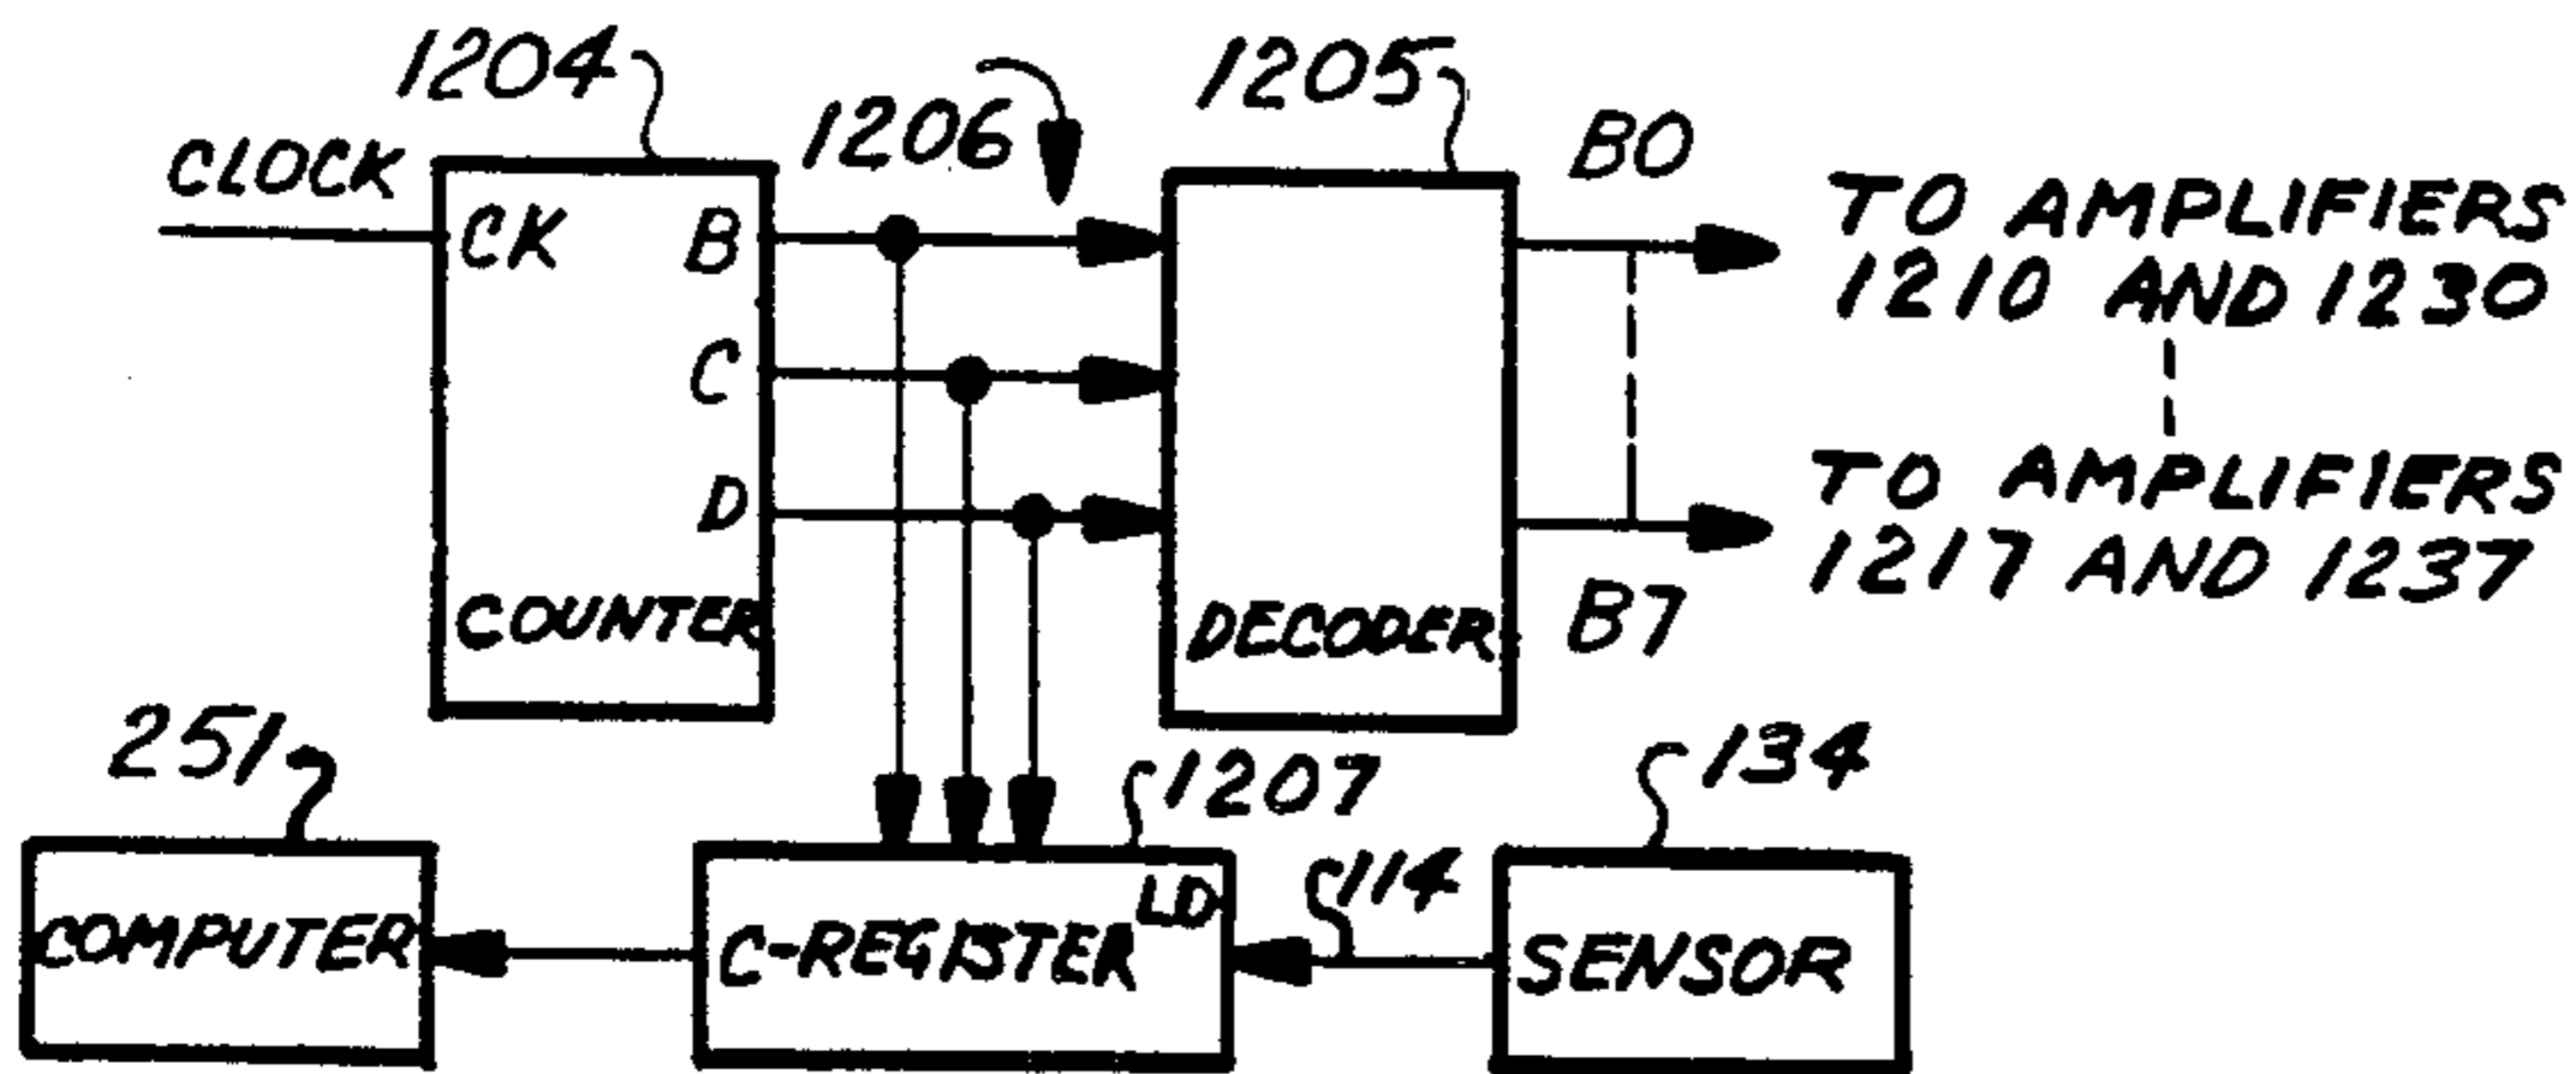 1204
1206
1205
CLOCK
CK
B
C
D
COUNTER
DECODER
B0
TO AMPLIFIERS
1210 AND 1230
TO AMPLIFIERS
1217 AND 1237
B7
251
1207
134
COMPUTER
C-REGISTER
LD
114
SENSOR